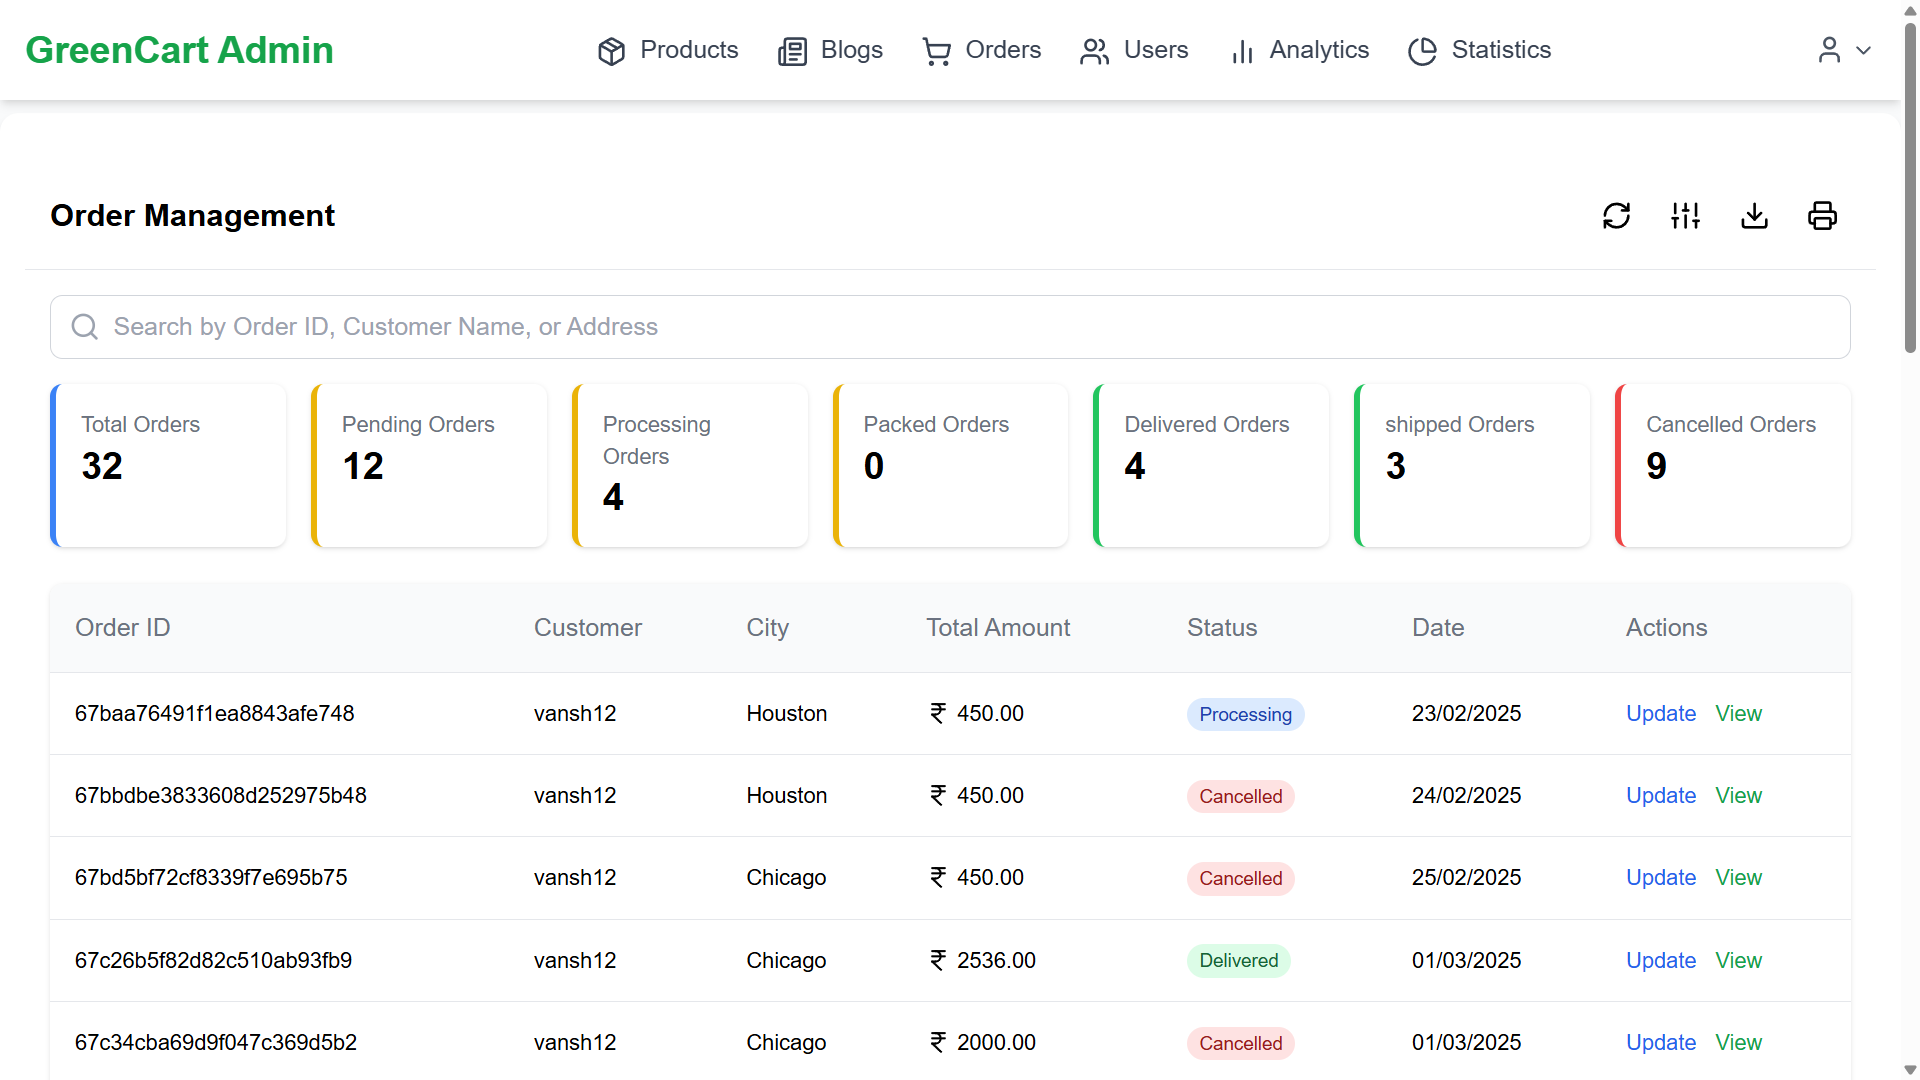 GreenCart Admin
Products
Blogs
Orders
Users
Analytics
Statistics
Order Management
Search by Order ID, Customer Name, or Address
Total Orders
32
Pending Orders
12
Processing
Orders
4
Packed Orders
0
Delivered Orders
4
shipped Orders
3
Cancelled Orders
9
Order ID Customer City Total Amount Status Date Actions
67baa76491f1ea8843afe748 vansh12 Houston ₹ 450.00 Processing 23/02/2025 Update View
67bbdbe3833608d252975b48 vansh12 Houston ₹ 450.00 Cancelled 24/02/2025 Update View
67bd5bf72cf8339f7e695b75 vansh12 Chicago ₹ 450.00 Cancelled 25/02/2025 Update View
67c26b5f82d82c510ab93fb9 vansh12 Chicago ₹ 2536.00 Delivered 01/03/2025 Update View
67c34cba69d9f047c369d5b2 vansh12 Chicago ₹ 2000.00 Cancelled 01/03/2025 Update View